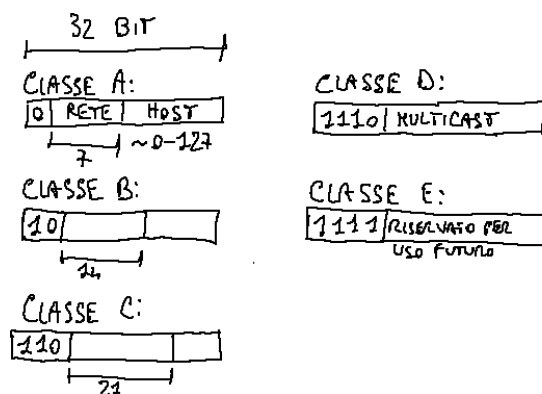 32 BIT
CLASSE A:
0 RETE HOST
7 ~0-127
CLASSE B:
10
14
CLASSE C:
110
21
CLASSE D:
1110 MULTICAST
CLASSE E:
1111 RISERVATO PER
USO FUTURO